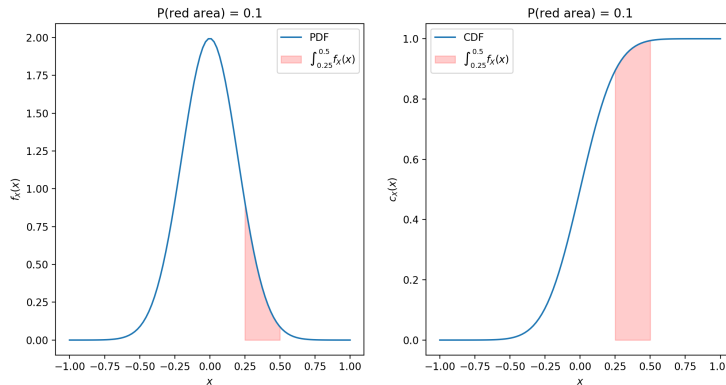 P(red area) = 0.1
PDF
∫_{0.25}^{0.5} f_X(x)
f_X(x)
2.00
1.75
1.50
1.25
1.00
0.75
0.50
0.25
0.00
−1.00 −0.75 −0.50 −0.25 0.00 0.25 0.50 0.75 1.00
x
P(red area) = 0.1
CDF
∫_{0.25}^{0.5} f_X(x)
c_X(x)
1.0
0.8
0.6
0.4
0.2
0.0
−1.00 −0.75 −0.50 −0.25 0.00 0.25 0.50 0.75 1.00
x